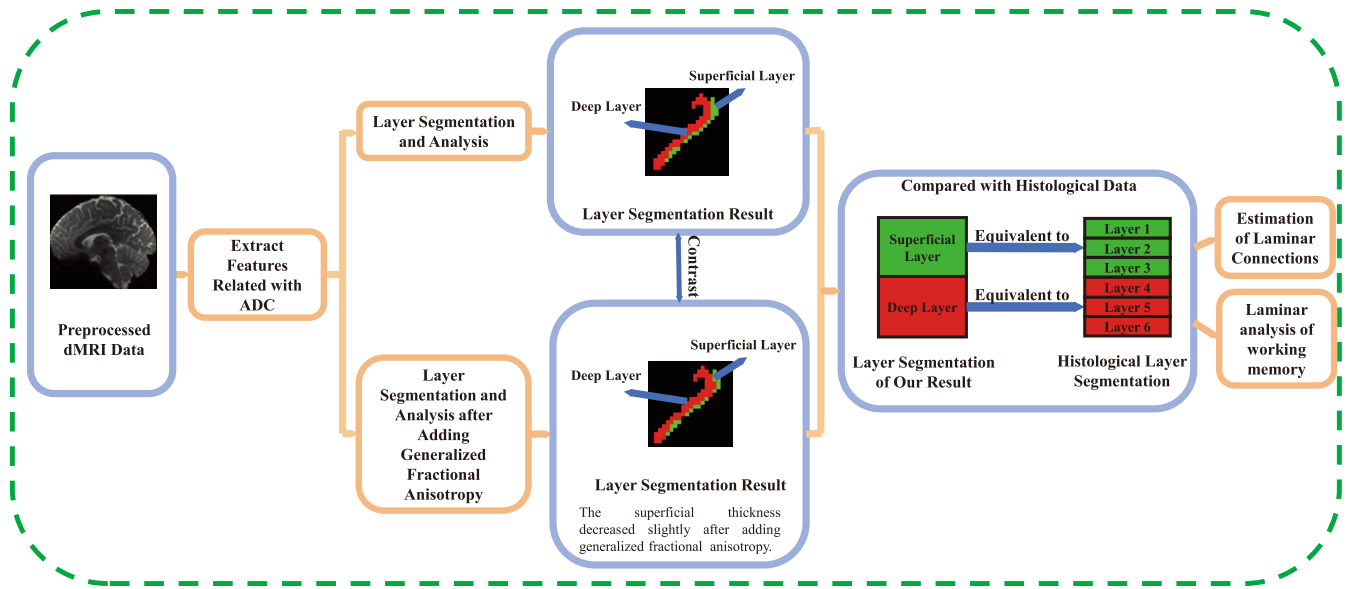 Preprocessed
dMRI Data
Extract
Features
Related with
ADC
Layer Segmentation
and Analysis
Layer
Segmentation and
Analysis after
Adding
Generalized
Fractional
Anisotropy
Superficial Layer
Deep Layer
Layer Segmentation Result
Contrast
Superficial Layer
Deep Layer
Layer Segmentation Result
The superficial thickness
decreased slightly after adding
generalized fractional anisotropy.
Compared with Histological Data
Superficial
Layer
Deep Layer
Equivalent to
Equivalent to
Layer 1
Layer 2
Layer 3
Layer 4
Layer 5
Layer 6
Layer Segmentation
of Our Result
Histological Layer
Segmentation
Estimation
of Laminar
Connections
Laminar
analysis of
working
memory